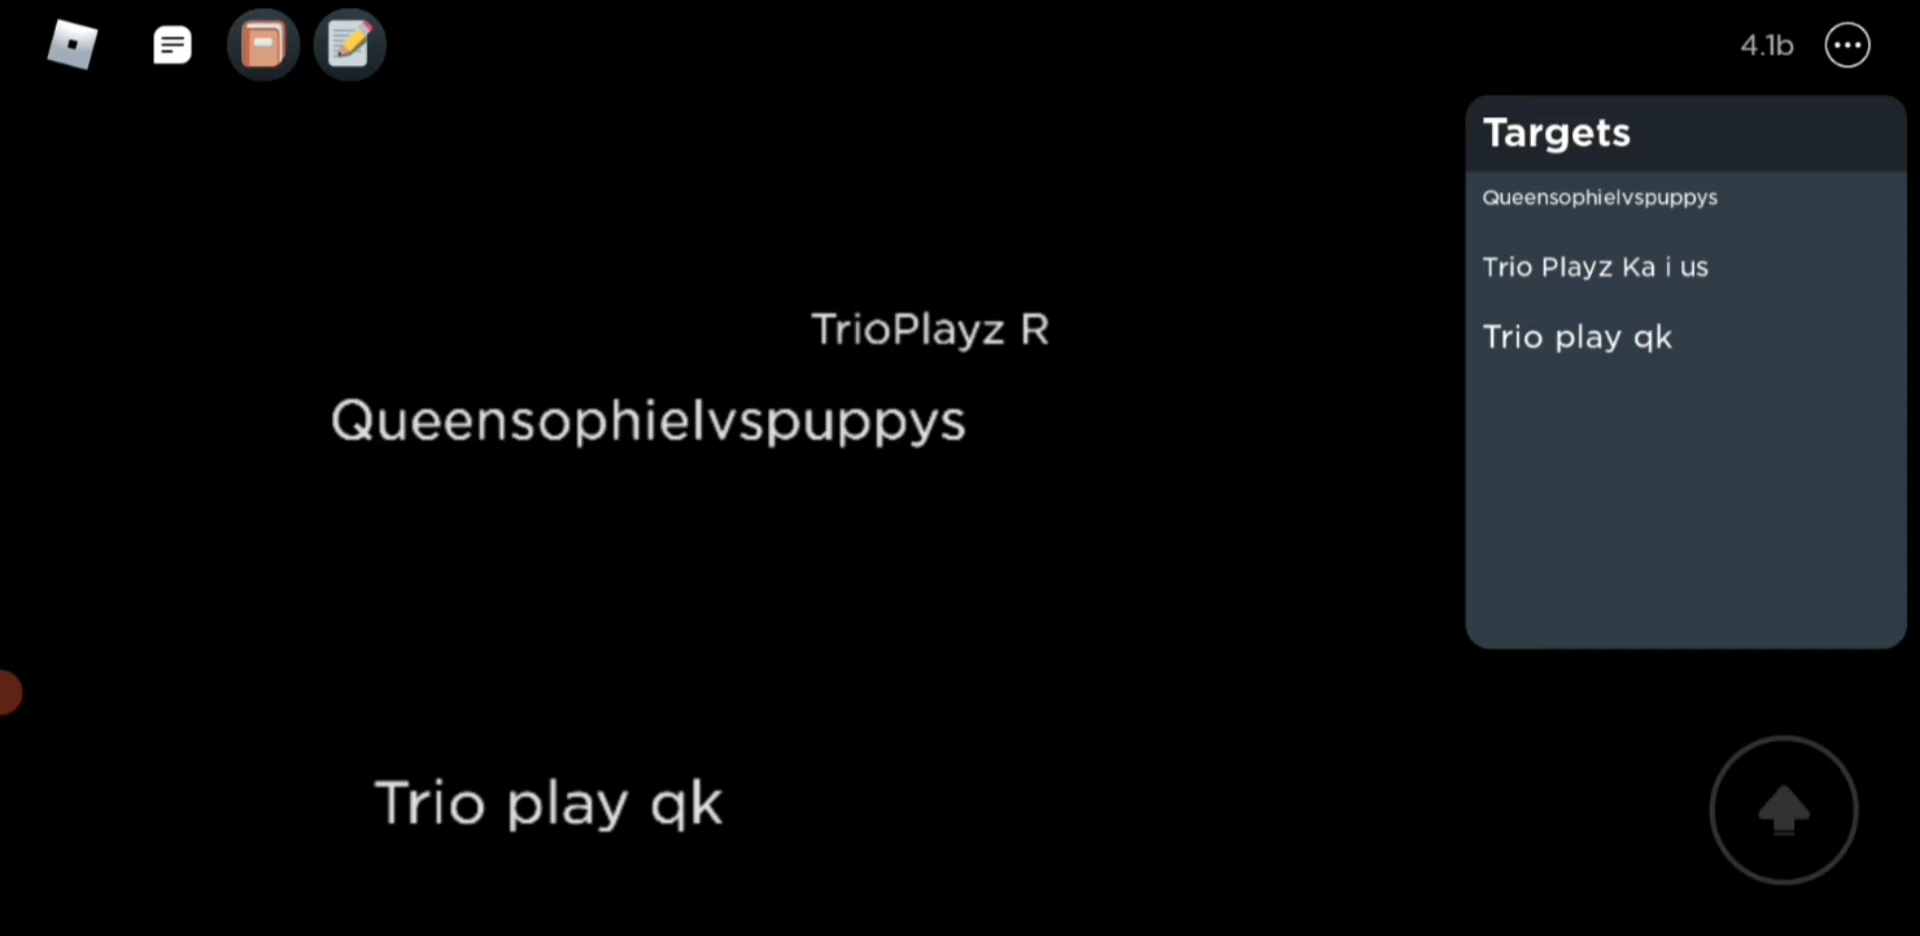 4.1b
Targets
Queensophielvspuppys
Trio Playz Ka i us
Trio play qk
TrioPlayz R
Queensophielvspuppys
Trio play qk